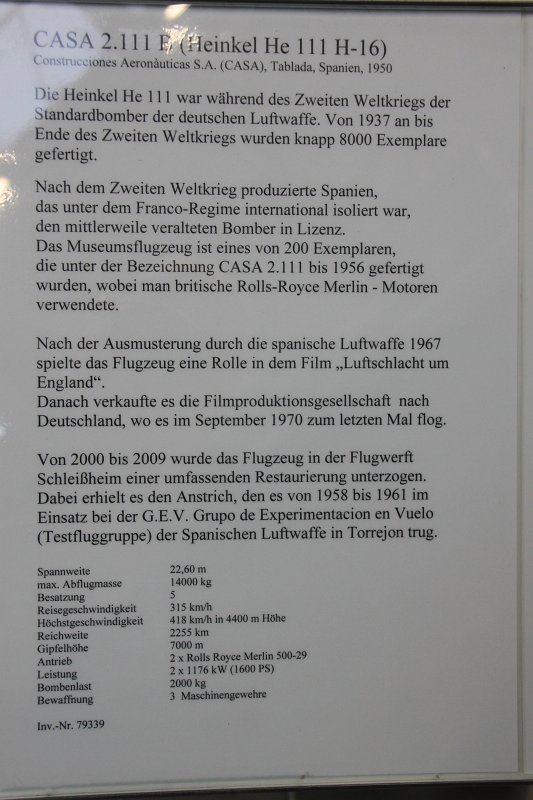 CASA 2.111 (Heinkel He 111 H-16)
Construcciones Aeronàuticas S.A. (CASA), Tablada, Spanien, 1950
Die Heinkel He 111 war während des Zweiten Weltkriegs der
Standardbomber der deutschen Luftwaffe. Von 1937 an bis
Ende des Zweiten Weltkriegs wurden knapp 8000 Exemplare
gefertigt.
Nach dem Zweiten Weltkrieg produzierte Spanien,
das unter dem Franco-Regime international isoliert war,
den mittlerweile veralteten Bomber in Lizenz.
Das Museumsflugzeug ist eines von 200 Exemplaren,
die unter der Bezeichnung CASA 2.111 bis 1956 gefertigt
wurden, wobei man britische Rolls-Royce Merlin - Motoren
verwendete.
Nach der Ausmusterung durch die spanische Luftwaffe 1967
spielte das Flugzeug eine Rolle in dem Film „Luftschlacht um
England“.
Danach verkaufte es die Filmproduktionsgesellschaft nach
Deutschland, wo es im September 1970 zum letzten Mal flog.
Von 2000 bis 2009 wurde das Flugzeug in der Flugwerft
Schleißheim einer umfassenden Restaurierung unterzogen.
Dabei erhielt es den Anstrich, den es von 1958 bis 1961 im
Einsatz bei der G.E.V. Grupo de Experimentacion en Vuelo
(Testfluggruppe) der Spanischen Luftwaffe in Torrejon trug.
Spannweite 22,60 m
max. Abflugmasse 14000 kg
Besatzung 5
Reisegeschwindigkeit 315 km/h
Höchstgeschwindigkeit 418 km/h in 4400 m Höhe
Reichweite 2255 km
Gipfelhöhe 7000 m
Antrieb 2 x Rolls Royce Merlin 500-29
Leistung 2 x 1176 kW (1600 PS)
Bombenlast 2000 kg
Bewaffnung 3 Maschinengewehre
Inv.-Nr. 79339